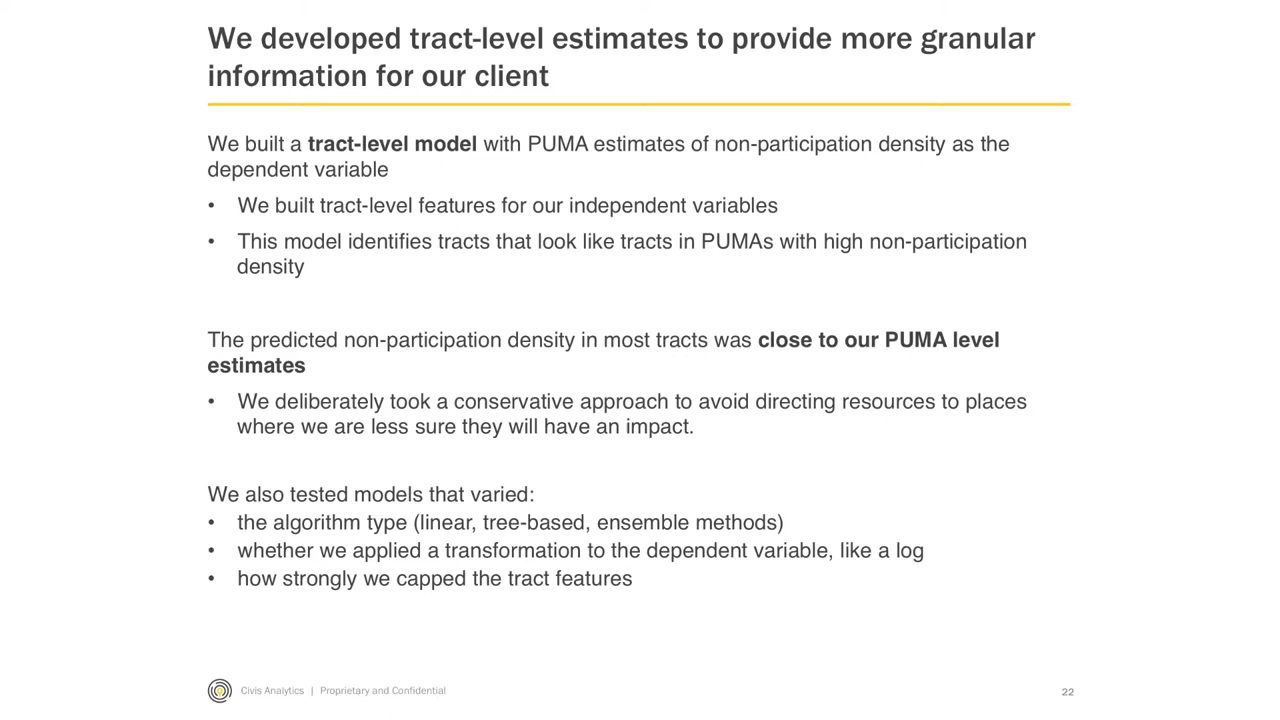 We developed tract-level estimates to provide more granular
information for our client
We built a tract-level model with PUMA estimates of non-participation density as the
dependent variable
• We built tract-level features for our independent variables
• This model identifies tracts that look like tracts in PUMAs with high non-participation
density
The predicted non-participation density in most tracts was close to our PUMA level
estimates
• We deliberately took a conservative approach to avoid directing resources to places
where we are less sure they will have an impact.
We also tested models that varied:
• the algorithm type (linear, tree-based, ensemble methods)
• whether we applied a transformation to the dependent variable, like a log
• how strongly we capped the tract features
Civis Analytics | Proprietary and Confidential
22